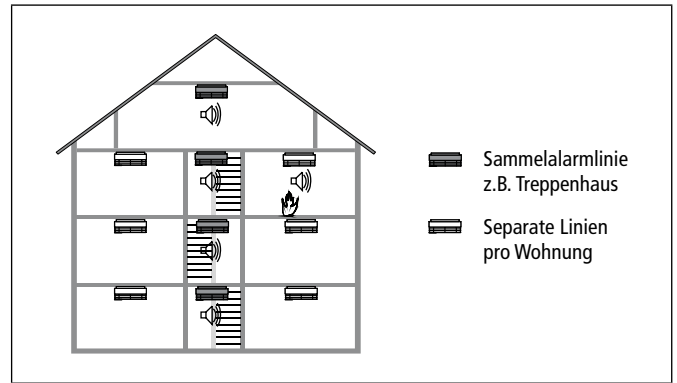 Sammelalarmlinie
z.B. Treppenhaus
Separate Linien
pro Wohnung